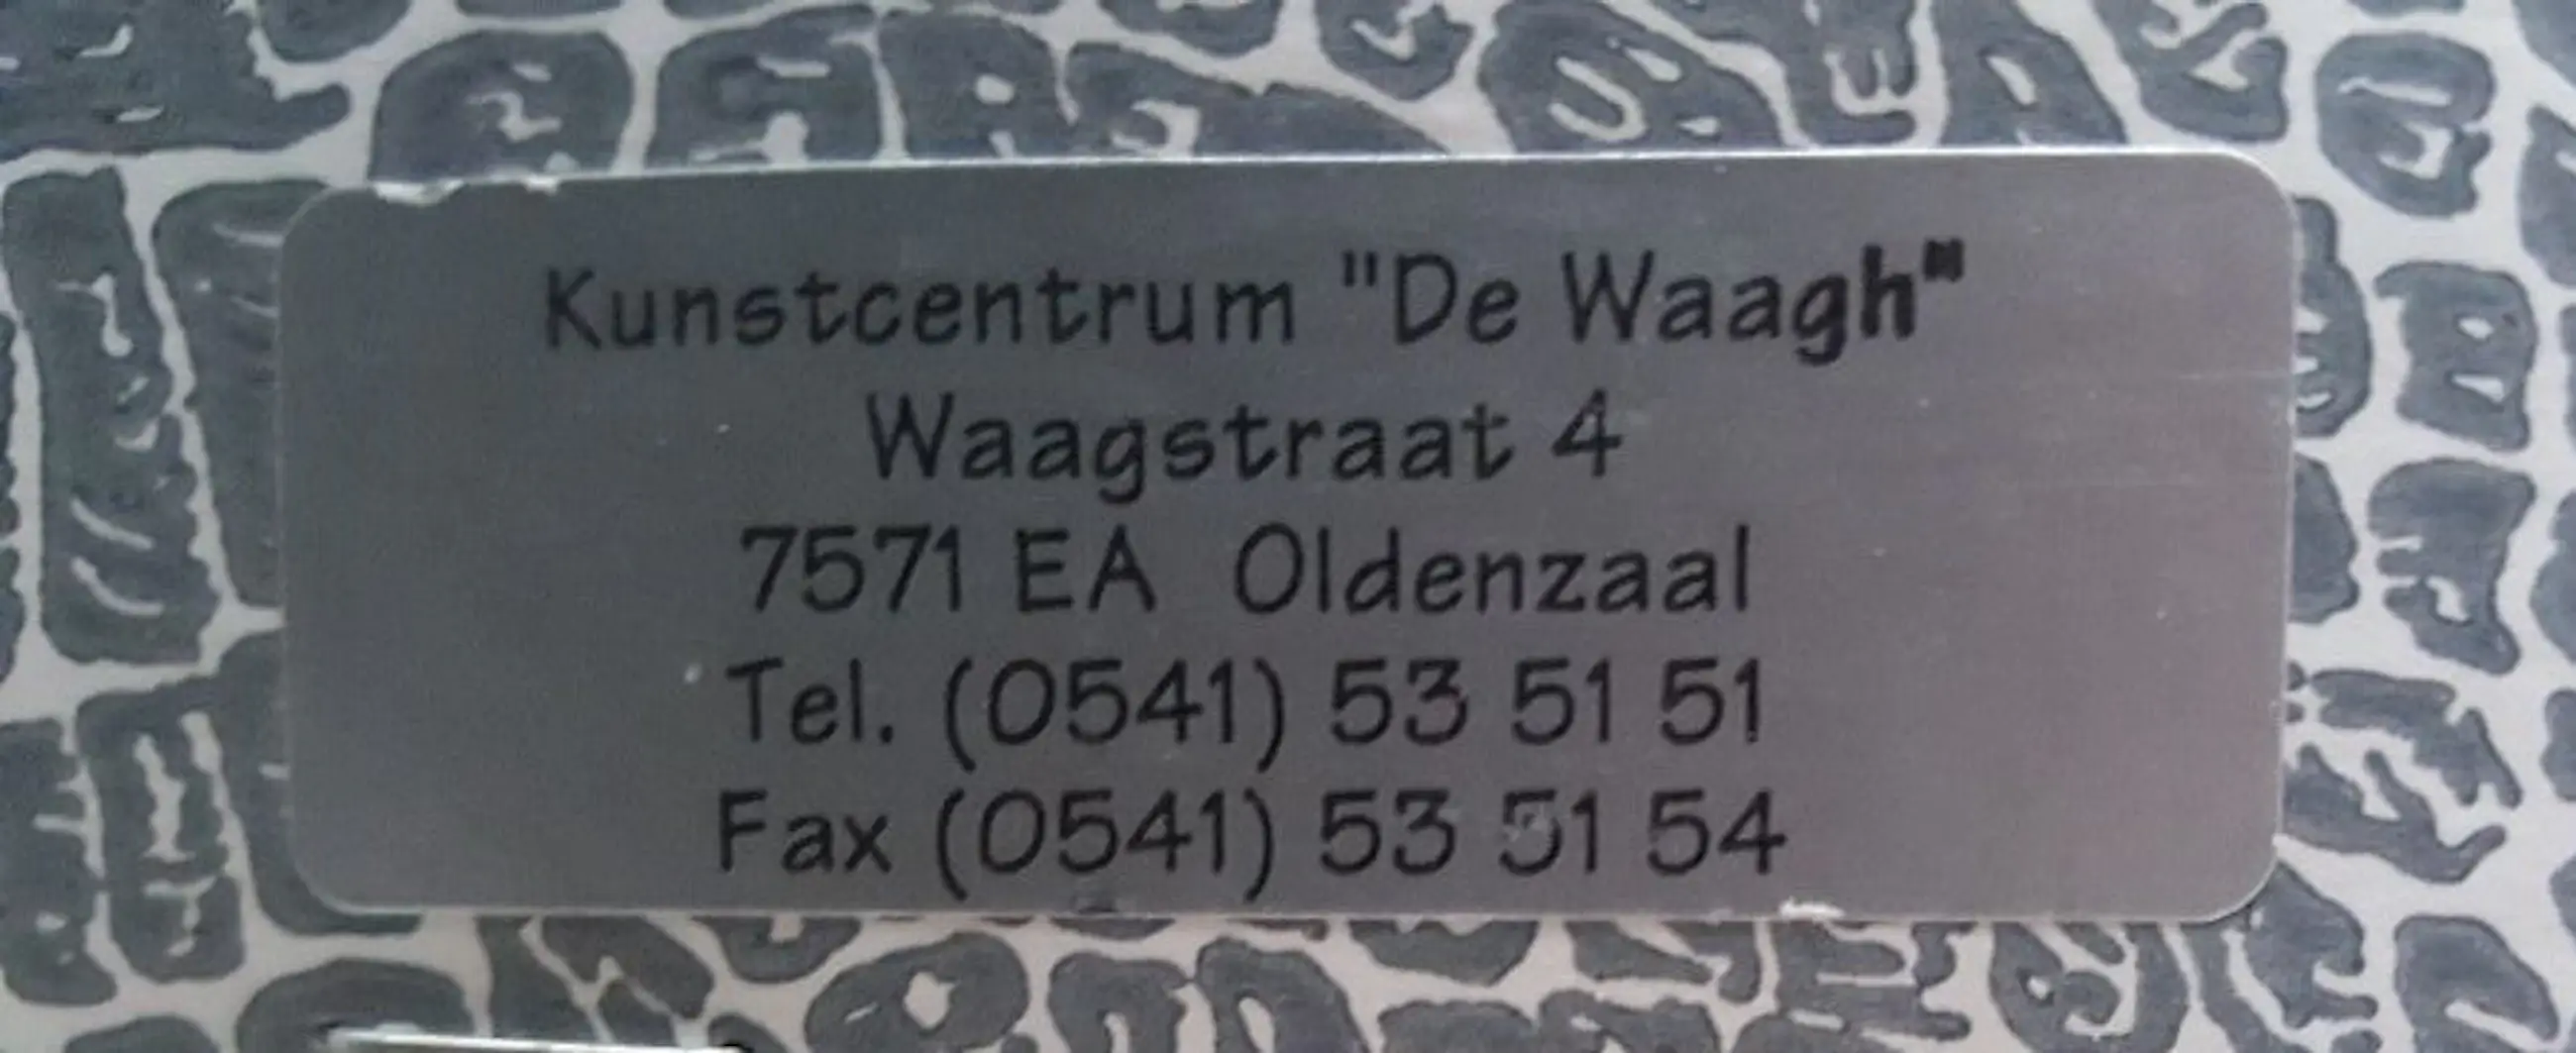 Kunstcentrum "De Waagh"
Waagstraat 4
7571 EA Oldenzaal
Tel. (0541) 53 51 51
Fax (0541) 53 51 54